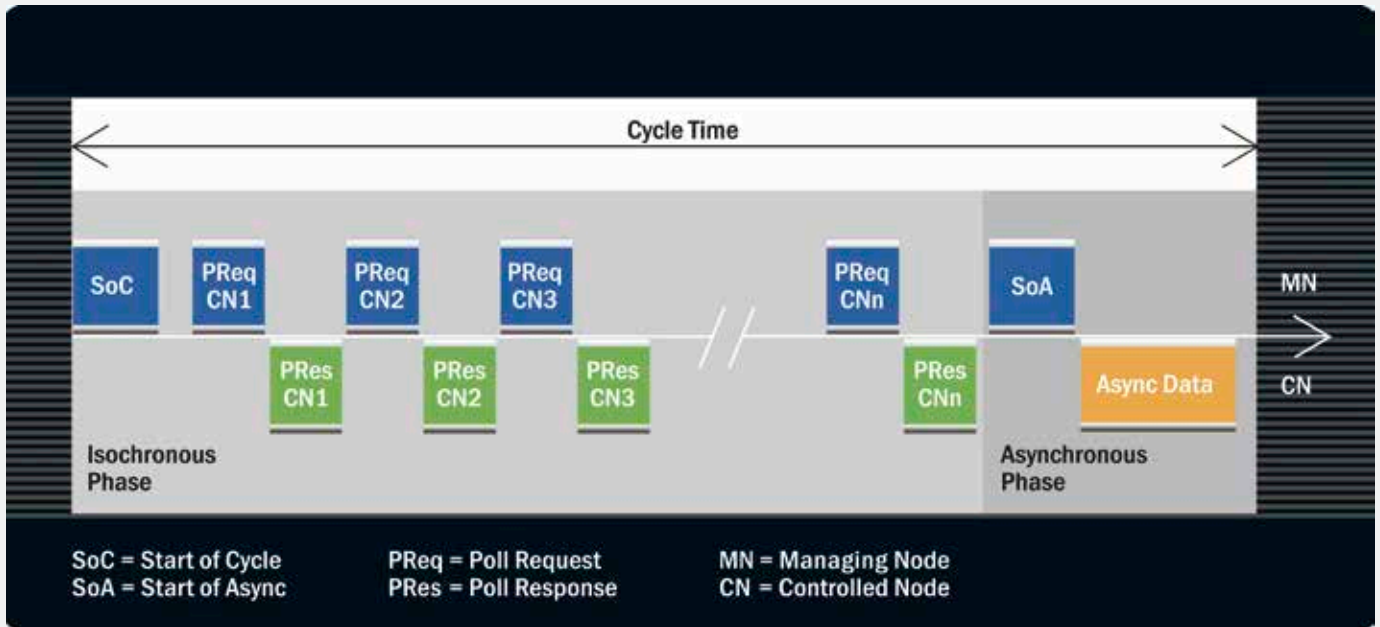 Cycle Time
SoC
PReq
CN1
PReq
CN2
PReq
CN3
PReq
CNn
SoA
MN
PRes
CN1
PRes
CN2
PRes
CN3
PRes
CNn
Async Data
CN
Isochronous
Phase
Asynchronous
Phase
SoC = Start of Cycle
SoA = Start of Async
PReq = Poll Request
PRes = Poll Response
MN = Managing Node
CN = Controlled Node